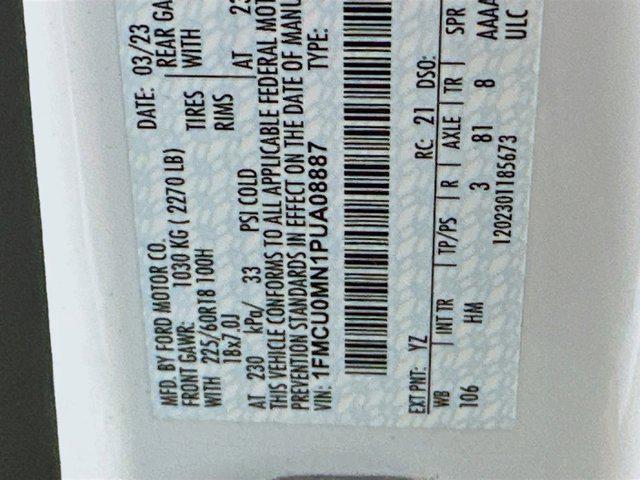 MFD. BY FORD MOTOR CO.
DATE: 03/23
FRONT GAWR: 1030 KG ( 2270 LB)
REAR GA
WITH 225/60R18 100H
TIRES WITH
18x7.0J
RIMS
AT 230 kPa/ 33 PSI COLD
AT 23
THIS VEHICLE CONFORMS TO ALL APPLICABLE FEDERAL MOT
PREVENTION STANDARDS IN EFFECT ON THE DATE OF MANU
VIN: 1FMCU0MN1PUA08887 TYPE:
EXT PNT: YZ RC: 21 DSO:
WB INT TR TP/PS R AXLE TR SPR
106 HM 3 81 8 AAAA
1202301185673 ULC